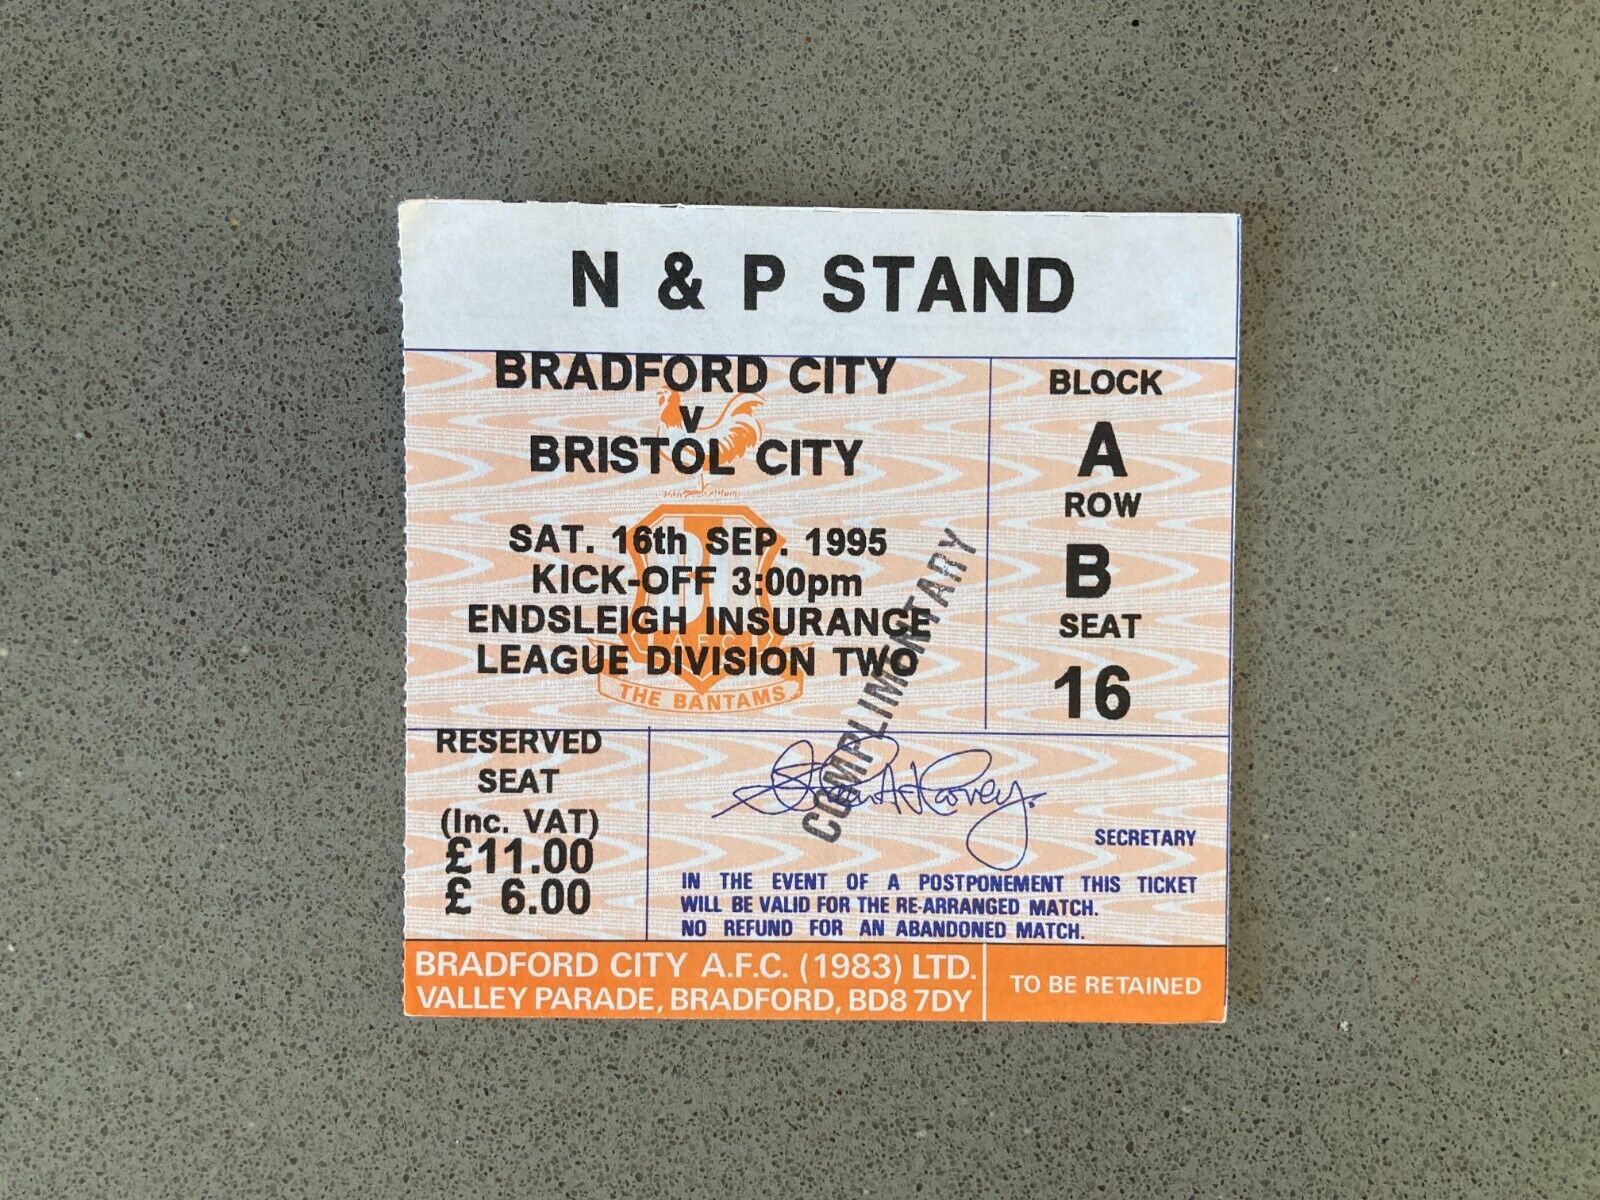 N & P STAND
BRADFORD CITY
V
BRISTOL CITY
SAT. 16th SEP. 1995
KICK-OFF 3:00pm
ENDSLEIGH INSURANCE
LEAGUE DIVISION TWO
A.F.C.
THE BANTAMS
BLOCK
A
ROW
B
SEAT
16
COMPLIMENTARY
RESERVED
SEAT
(Inc. VAT)
£11.00
£ 6.00
SECRETARY
IN THE EVENT OF A POSTPONEMENT THIS TICKET
WILL BE VALID FOR THE RE-ARRANGED MATCH.
NO REFUND FOR AN ABANDONED MATCH.
BRADFORD CITY A.F.C. (1983) LTD.
VALLEY PARADE, BRADFORD, BD8 7DY
TO BE RETAINED